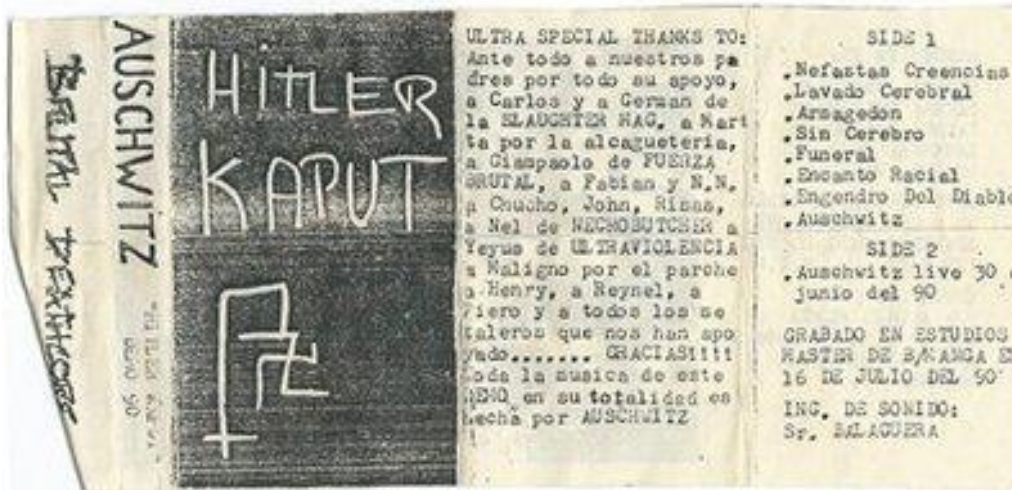 BRUTAL DEATHCORE
AUSCHWITZ
DEMO 90
HITLER
KAPUT
ULTRA SPECIAL THANKS TO:
Ante todo a nuestros pa
dres por todo su apoyo,
a Carlos y a German de
la SLAUGHTER MAG, a Mart
ta por la alcagueteria,
a Giampaolo de FUERZA
BRUTAL, a Fabian y N.N.
a Chucho, John, Risas,
a Nel de NECROBUTCHER a
Yeyus de ULTRAVIOLENCIA
a Maligno por el parche
a Henry, a Reynel, a
Fiero y a todos los me
taleros que nos han apo
yado....... GRACIAS!!!!
toda la musica de este
DEMO en su totalidad es
hecha por AUSCHWITZ
SIDE 1
.Nefastas Creencias
.Lavado Cerebral
.Armagedon
.Sin Cerebro
.Funeral
.Encanto Racial
.Engendro Del Diablo
.Auschwitz
SIDE 2
.Auschwitz live 30
junio del 90
GRABADO EN ESTUDIOS
MASTER DE B/MANGA
16 DE JULIO DEL 90
ING. DE SONIDO:
Sr. BALAGUERA